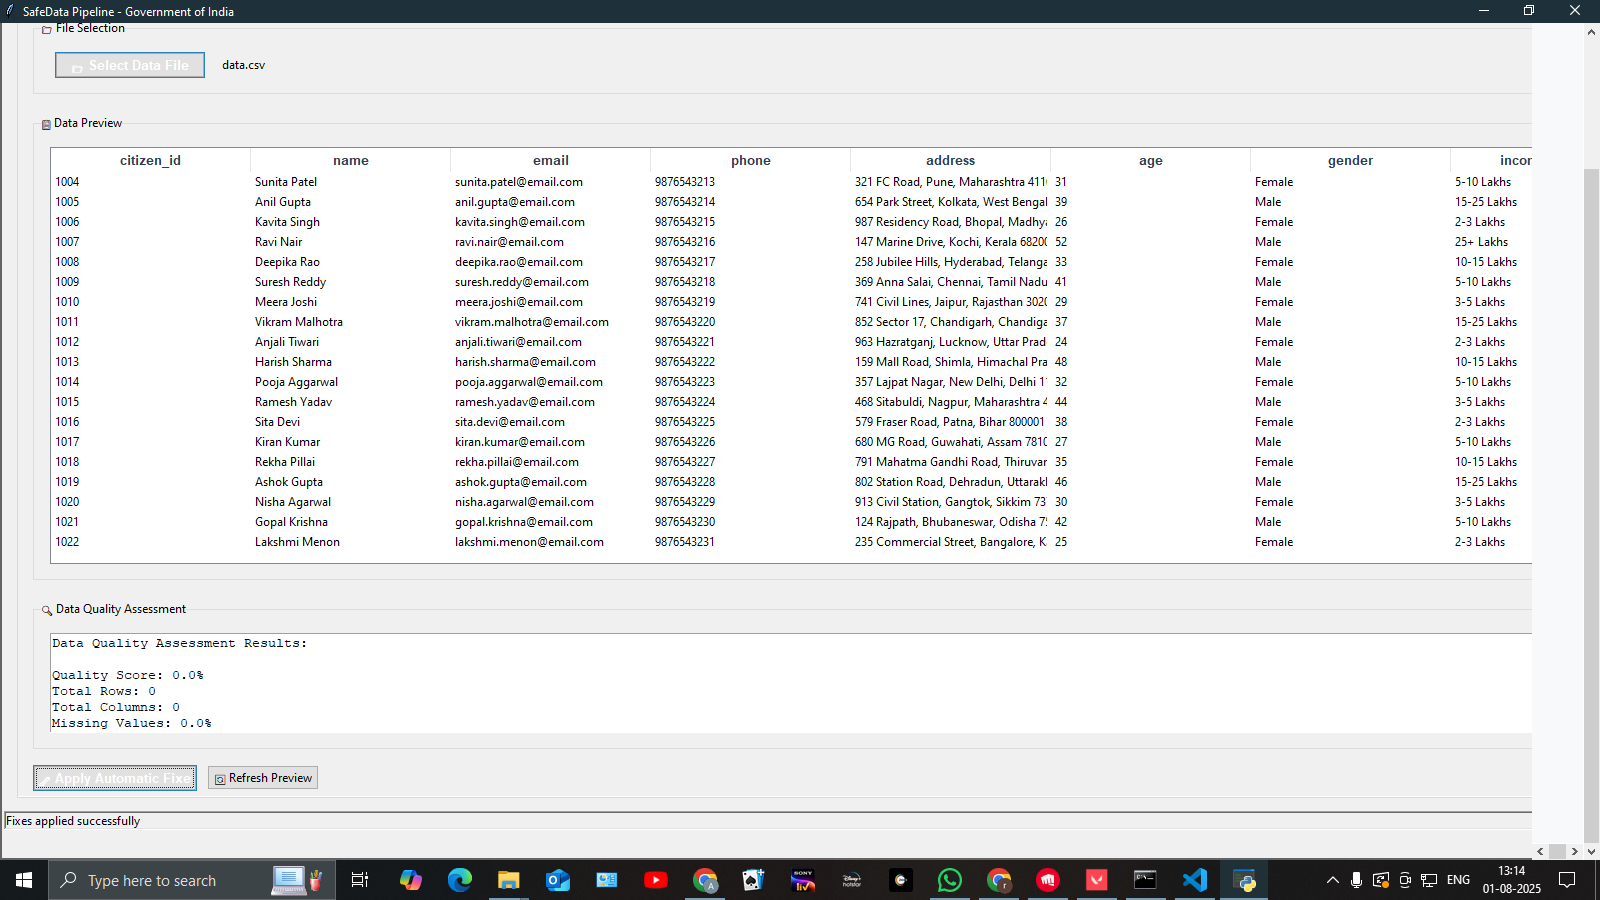 SafeData Pipeline - Government of India
File Selection
Select Data File data.csv
Data Preview
citizen_id name email phone address age gender incor
1004 Sunita Patel sunita.patel@email.com 9876543213 321 FC Road, Pune, Maharashtra 411( 31 Female 5-10 Lakhs
1005 Anil Gupta anil.gupta@email.com 9876543214 654 Park Street, Kolkata, West Bengal 39 Male 15-25 Lakhs
1006 Kavita Singh kavita.singh@email.com 9876543215 987 Residency Road, Bhopal, Madhya 26 Female 2-3 Lakhs
1007 Ravi Nair ravi.nair@email.com 9876543216 147 Marine Drive, Kochi, Kerala 68200 52 Male 25+ Lakhs
1008 Deepika Rao deepika.rao@email.com 9876543217 258 Jubilee Hills, Hyderabad, Telanga 33 Female 10-15 Lakhs
1009 Suresh Reddy suresh.reddy@email.com 9876543218 369 Anna Salai, Chennai, Tamil Nadu 41 Male 5-10 Lakhs
1010 Meera Joshi meera.joshi@email.com 9876543219 741 Civil Lines, Jaipur, Rajasthan 3020 29 Female 3-5 Lakhs
1011 Vikram Malhotra vikram.malhotra@email.com 9876543220 852 Sector 17, Chandigarh, Chandiga 37 Male 15-25 Lakhs
1012 Anjali Tiwari anjali.tiwari@email.com 9876543221 963 Hazratganj, Lucknow, Uttar Prad 24 Female 2-3 Lakhs
1013 Harish Sharma harish.sharma@email.com 9876543222 159 Mall Road, Shimla, Himachal Pra 48 Male 10-15 Lakhs
1014 Pooja Aggarwal pooja.aggarwal@email.com 9876543223 357 Lajpat Nagar, New Delhi, Delhi 1 32 Female 5-10 Lakhs
1015 Ramesh Yadav ramesh.yadav@email.com 9876543224 468 Sitabuldi, Nagpur, Maharashtra 4 44 Male 3-5 Lakhs
1016 Sita Devi sita.devi@email.com 9876543225 579 Fraser Road, Patna, Bihar 800001 38 Female 2-3 Lakhs
1017 Kiran Kumar kiran.kumar@email.com 9876543226 680 MG Road, Guwahati, Assam 7810 27 Male 5-10 Lakhs
1018 Rekha Pillai rekha.pillai@email.com 9876543227 791 Mahatma Gandhi Road, Thiruvar 35 Female 10-15 Lakhs
1019 Ashok Gupta ashok.gupta@email.com 9876543228 802 Station Road, Dehradun, Uttarakl 46 Male 15-25 Lakhs
1020 Nisha Agarwal nisha.agarwal@email.com 9876543229 913 Civil Station, Gangtok, Sikkim 73 30 Female 3-5 Lakhs
1021 Gopal Krishna gopal.krishna@email.com 9876543230 124 Rajpath, Bhubaneswar, Odisha 75 42 Male 5-10 Lakhs
1022 Lakshmi Menon lakshmi.menon@email.com 9876543231 235 Commercial Street, Bangalore, K 25 Female 2-3 Lakhs
Data Quality Assessment
Data Quality Assessment Results:
Quality Score: 0.0%
Total Rows: 0
Total Columns: 0
Missing Values: 0.0%
Apply Automatic Fixe Refresh Preview
Fixes applied successfully
Type here to search
ENG
13:14
01-08-2025